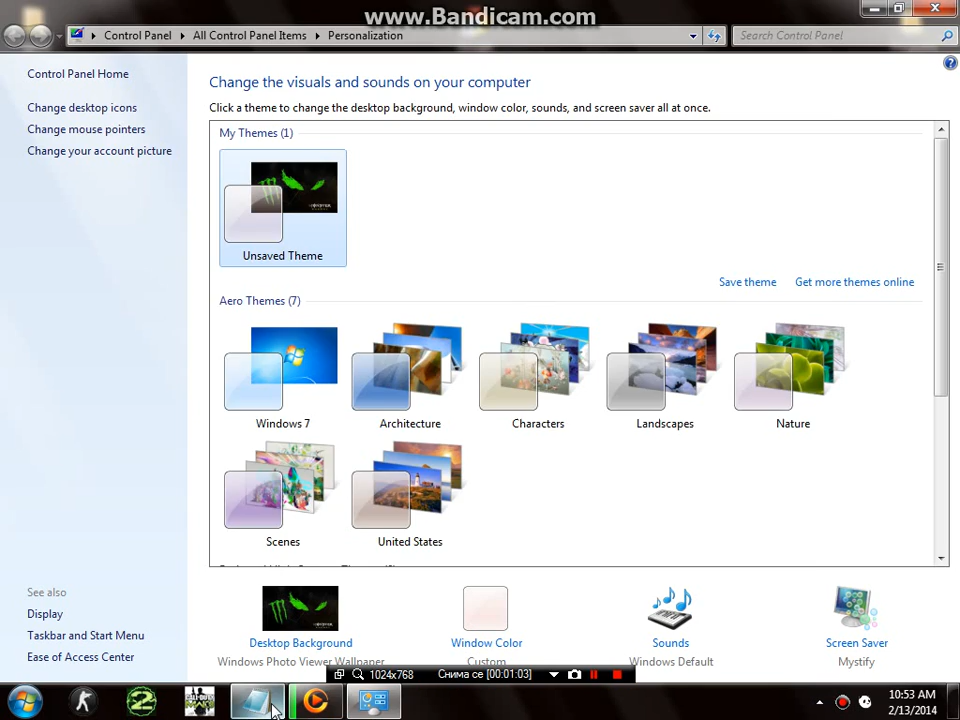 www.Bandicam.com
Control Panel
All Control Panel Items
Personalization
Search Control Panel
Control Panel Home
Change desktop icons
Change mouse pointers
Change your account picture
Change the visuals and sounds on your computer
Click a theme to change the desktop background, window color, sounds, and screen saver all at once.
My Themes (1)
Unsaved Theme
Save theme
Get more themes online
Aero Themes (7)
Windows 7
Architecture
Characters
Landscapes
Nature
Scenes
United States
See also
Display
Taskbar and Start Menu
Ease of Access Center
Desktop Background
Windows Photo Viewer Wallpaper
Window Color
Custom
Sounds
Windows Default
Screen Saver
Mystify
1024x768
Снима се [00:01:03]
10:53 AM
2/13/2014